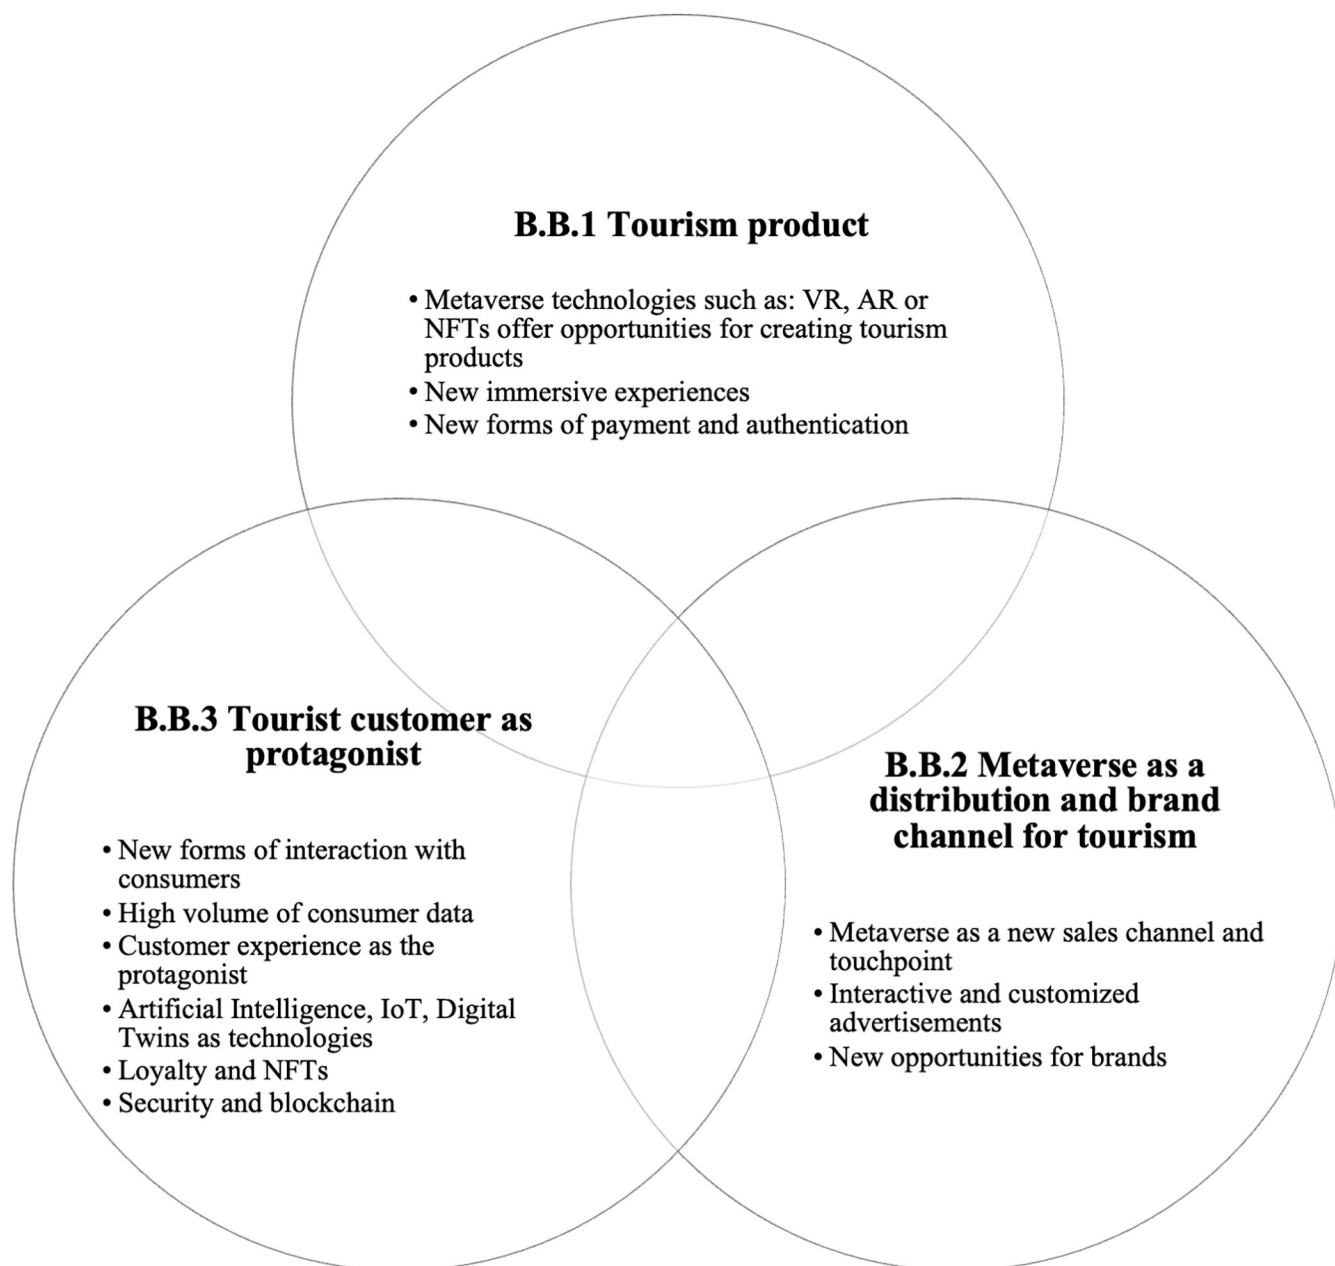 B.B.1 Tourism product
• Metaverse technologies such as: VR, AR or
NFTs offer opportunities for creating tourism
products
• New immersive experiences
• New forms of payment and authentication
B.B.3 Tourist customer as
protagonist
• New forms of interaction with
consumers
• High volume of consumer data
• Customer experience as the
protagonist
• Artificial Intelligence, IoT, Digital
Twins as technologies
• Loyalty and NFTs
• Security and blockchain
B.B.2 Metaverse as a
distribution and brand
channel for tourism
• Metaverse as a new sales channel and
touchpoint
• Interactive and customized
advertisements
• New opportunities for brands